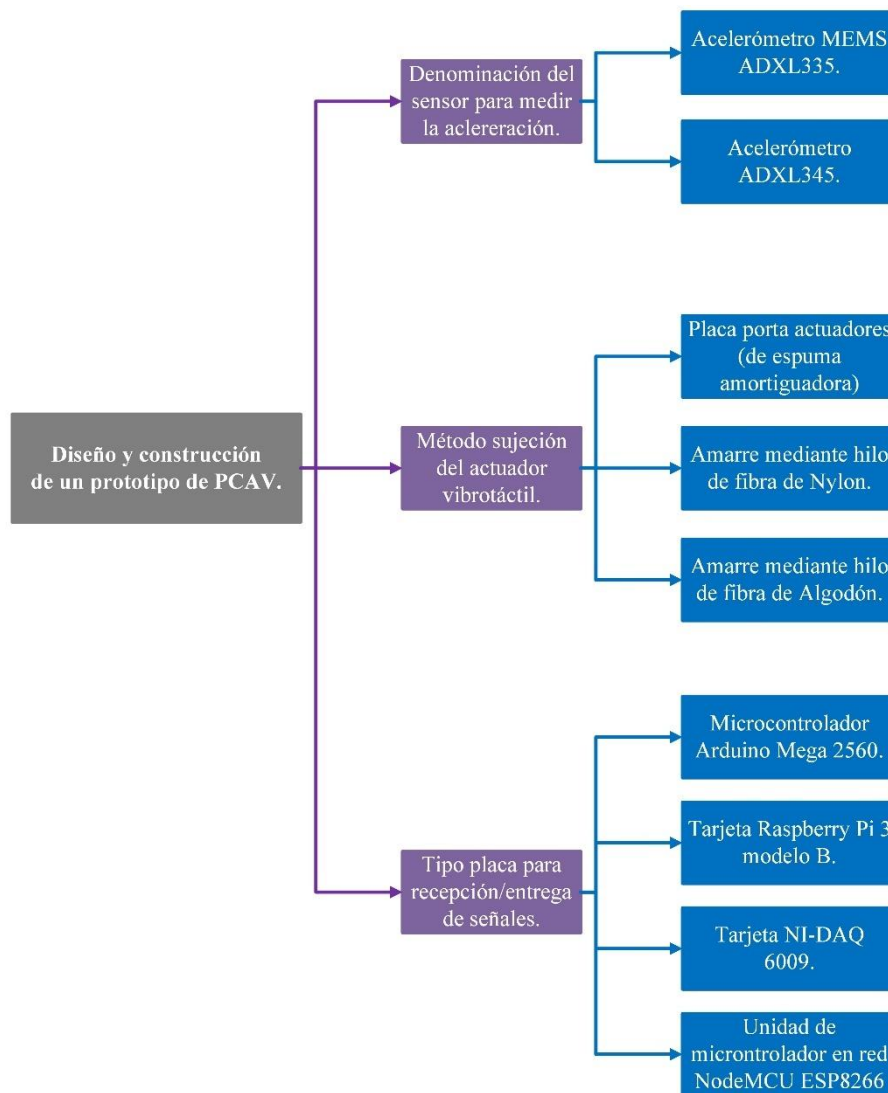 Diseño y construcción
de un prototipo de PCAV.
Denominación del
sensor para medir
la aclereración.
Acelerómetro MEMS
ADXL335.
Acelerómetro
ADXL345.
Método sujeción
del actuador
vibrotáctil.
Placa porta actuadores
(de espuma
amortiguadora)
Amarre mediante hilo
de fibra de Nylon.
Amarre mediante hilo
de fibra de Algodón.
Tipo placa para
recepción/entrega
de señales.
Microcontrolador
Arduino Mega 2560.
Tarjeta Raspberry Pi 3
modelo B.
Tarjeta NI-DAQ
6009.
Unidad de
microntrolador en red
NodeMCU ESP8266